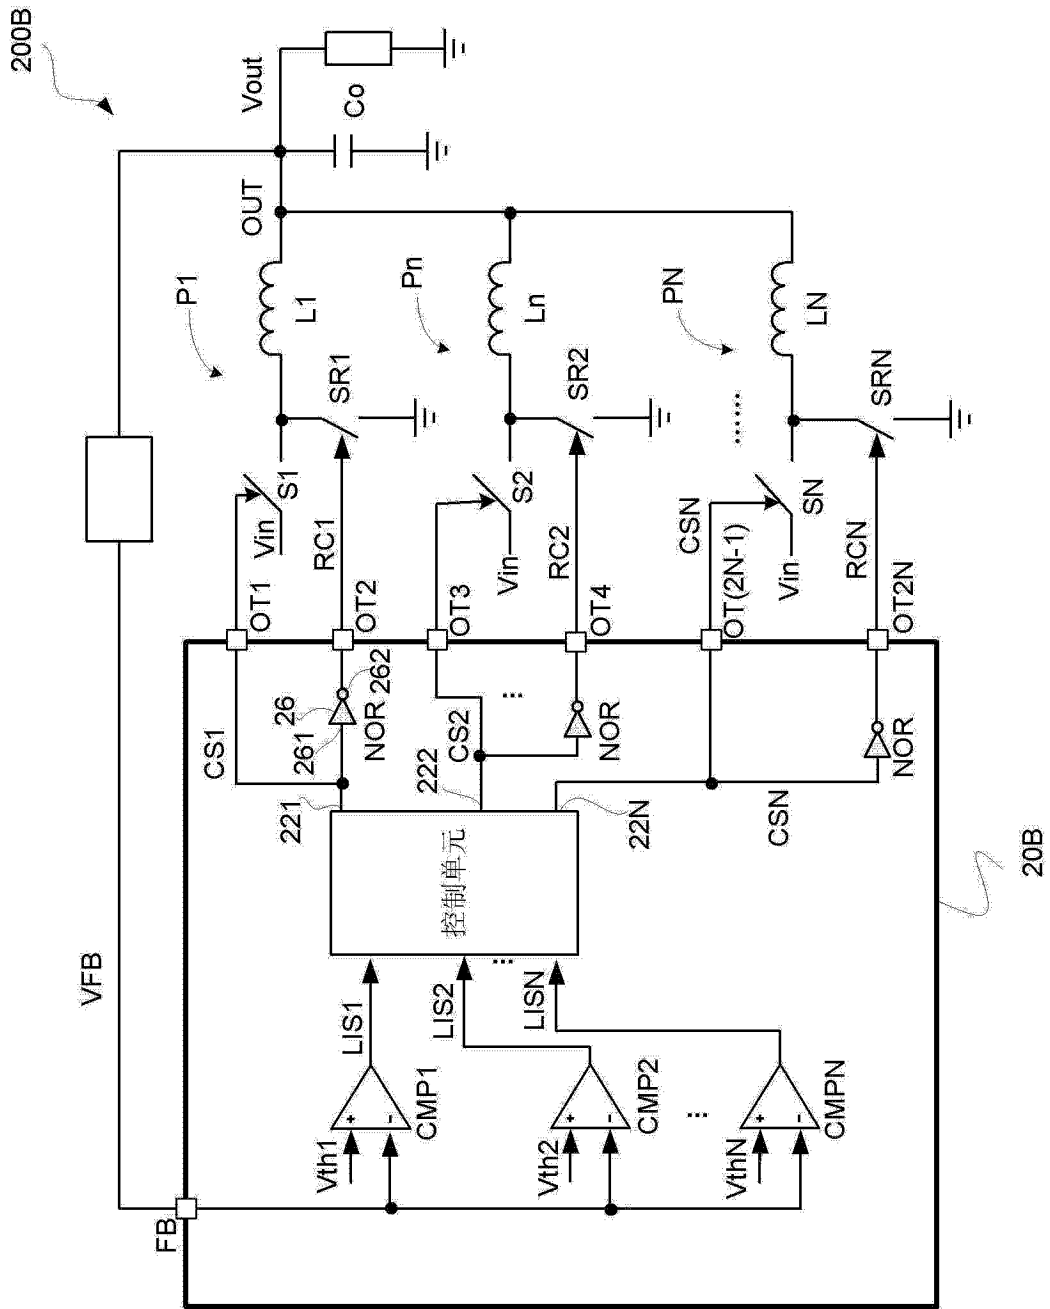 200B
Vout
Co
OUT
P1
L1
Pn
Ln
PN
LN
SR1
SR2
SRN
......
S1
S2
SN
Vin
Vin
Vin
CSN
RC1
RC2
RCN
OT1
OT2
OT3
OT4
OT(2N-1)
OT2N
CS1
26
261
262
NOR
CS2
...
NOR
NOR
CSN
221
222
22N
控制单元
20B
VFB
LIS1
LIS2
...
LISN
CMP1
CMP2
...
CMPN
+
-
+
-
+
-
Vth1
Vth2
VthN
FB